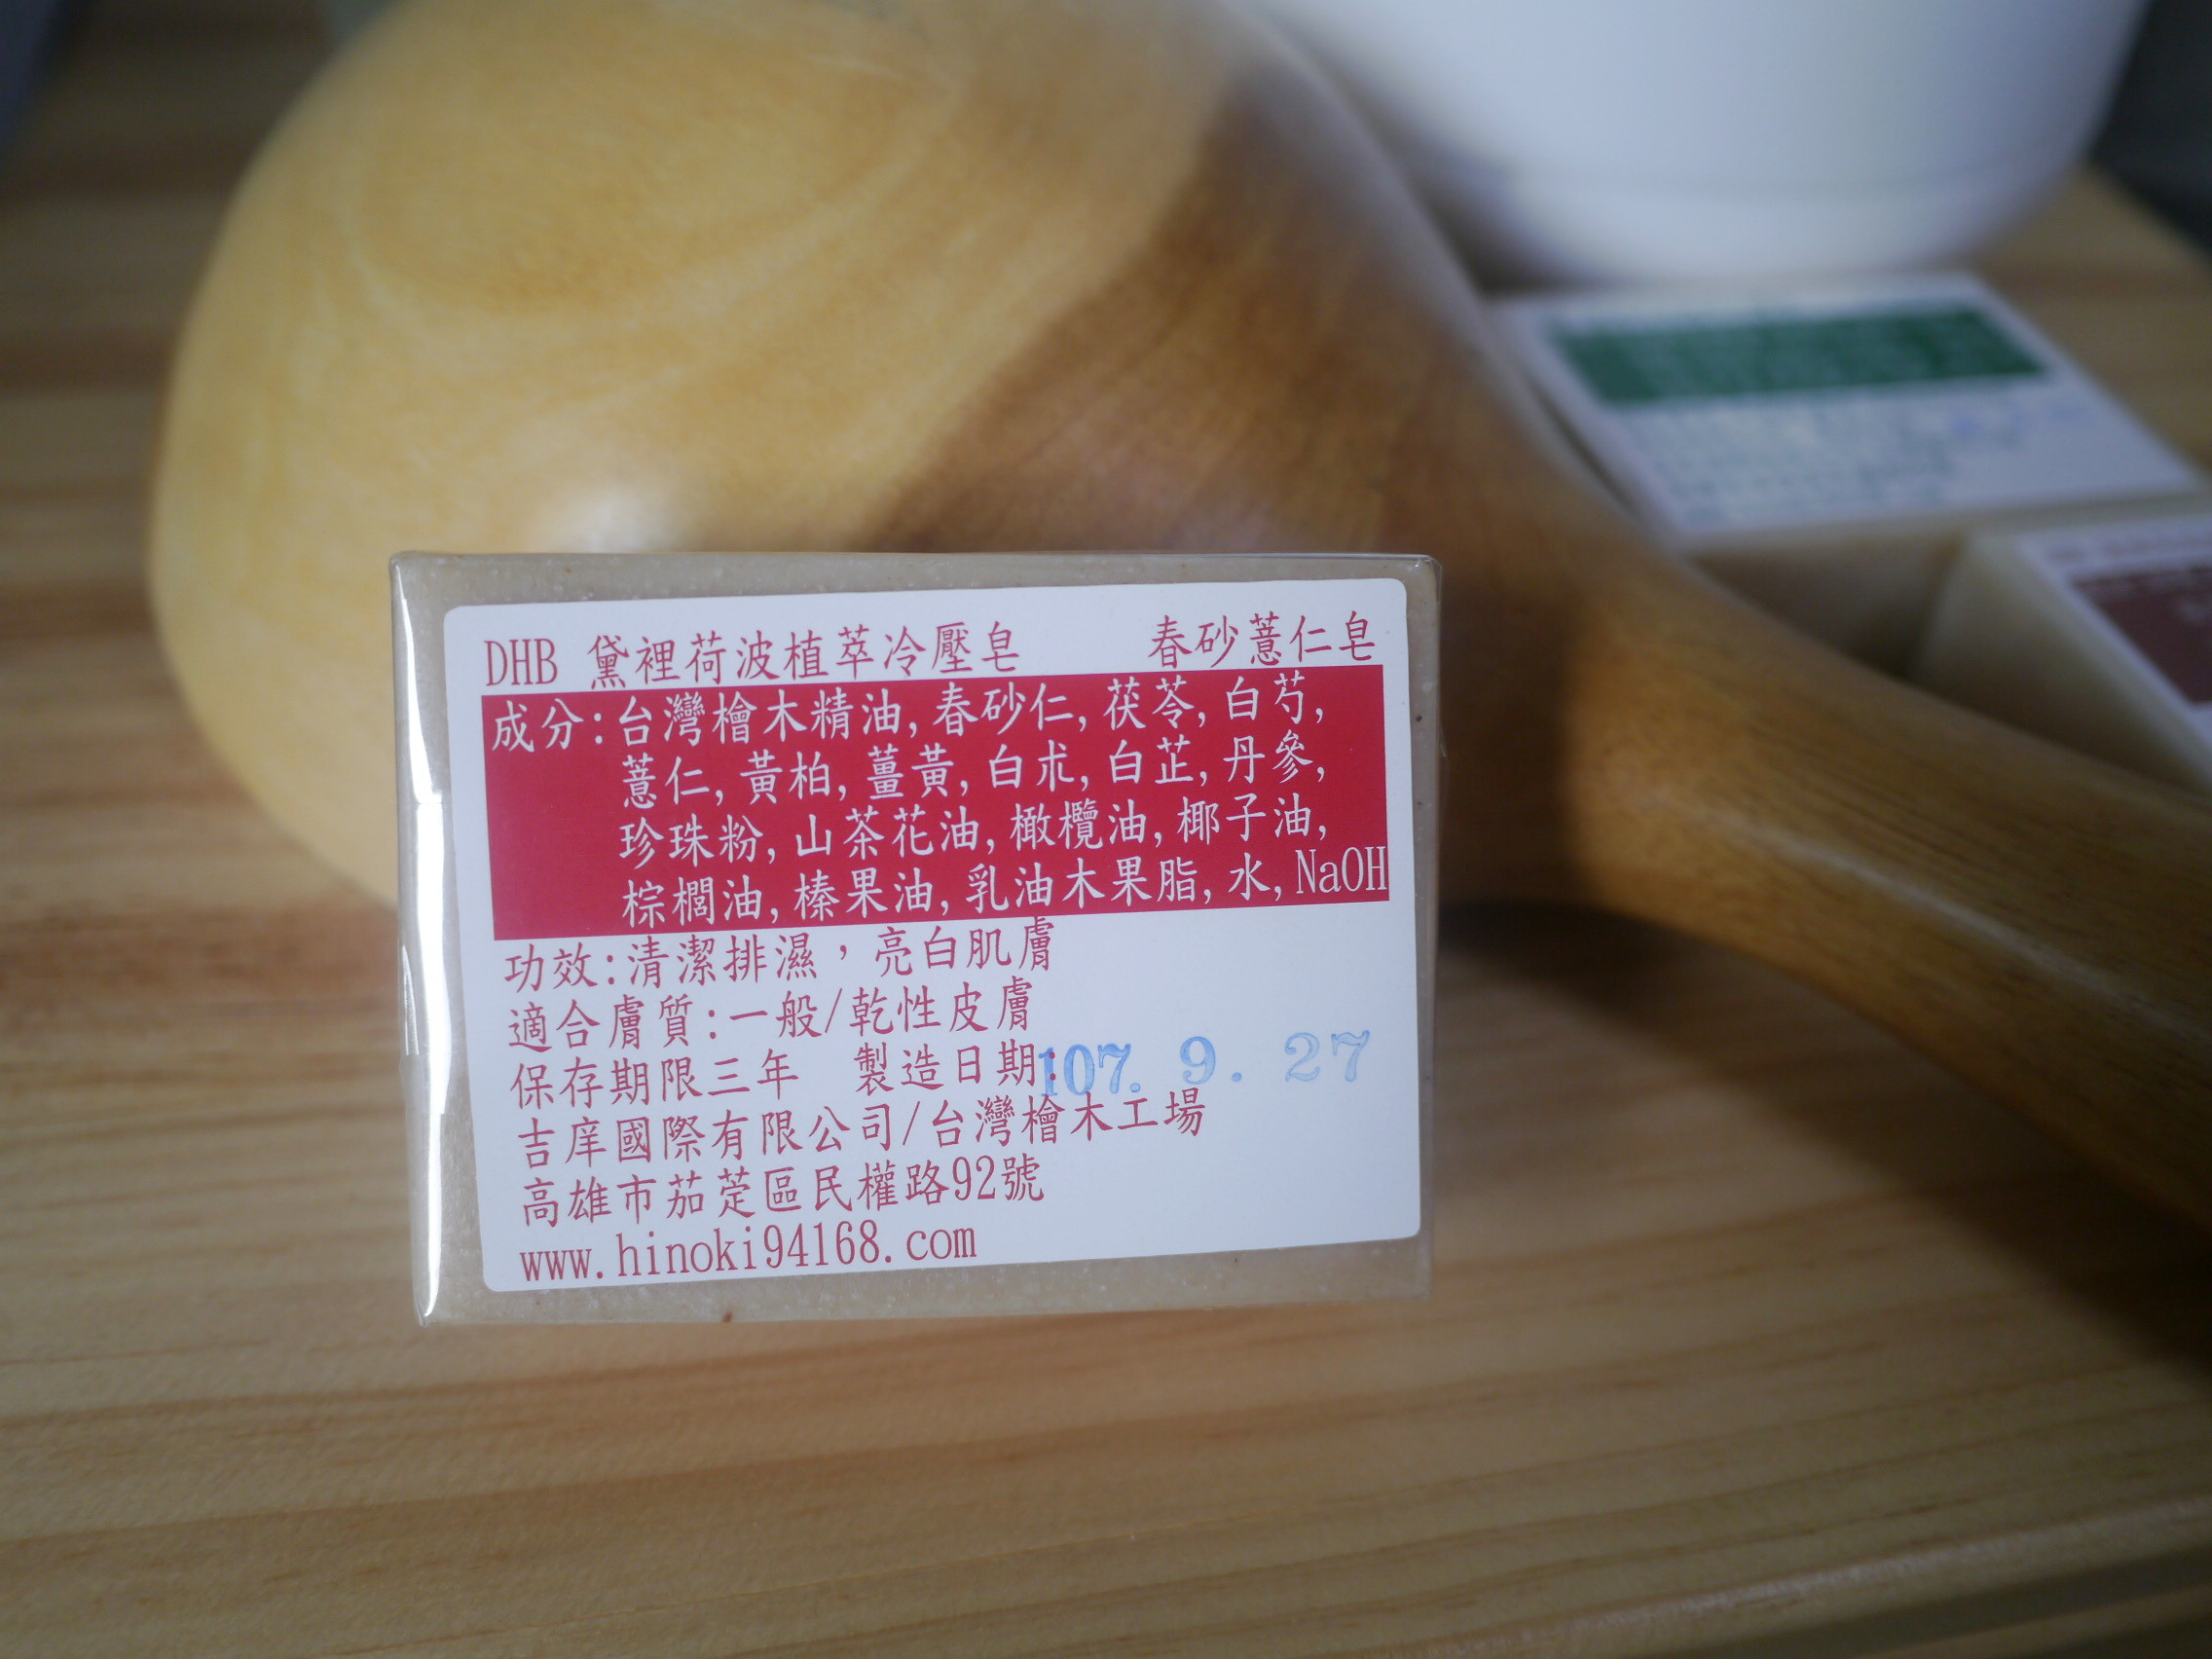 DHB 黛裡荷波植萃冷壓皂 春砂薏仁皂
成分:台灣檜木精油,春砂仁,茯苓,白芍,
薏仁,黃柏,薑黃,白朮,白芷,丹參,
珍珠粉,山茶花油,橄欖油,椰子油,
棕櫚油,榛果油,乳油木果脂,水,NaOH
功效:清潔排濕,亮白肌膚
適合膚質:一般/乾性皮膚
保存期限三年 製造日期:107. 9. 27
吉庠國際有限公司/台灣檜木工場
高雄市茄萣區民權路92號
www.hinoki94168.com